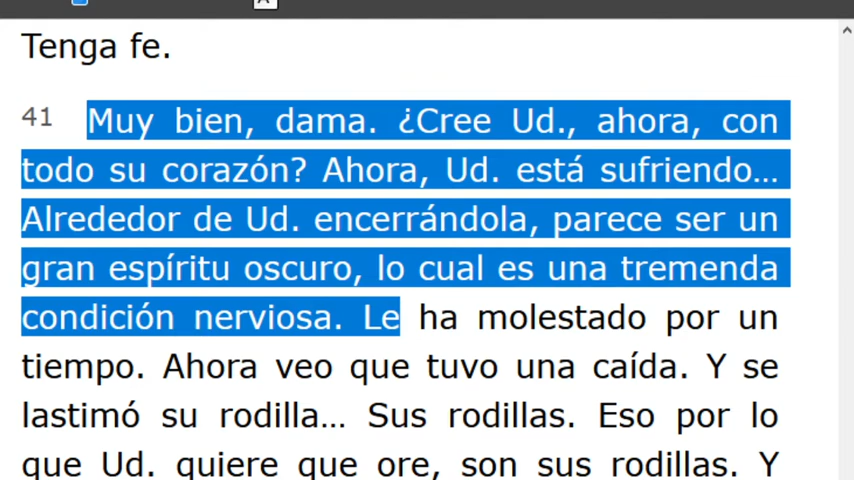 Tenga fe.
41 Muy bien, dama. ¿Cree Ud., ahora, con
todo su corazón? Ahora, Ud. está sufriendo...
Alrededor de Ud. encerrándola, parece ser un
gran espíritu oscuro, lo cual es una tremenda
condición nerviosa. Le ha molestado por un
tiempo. Ahora veo que tuvo una caída. Y se
lastimó su rodilla... Sus rodillas. Eso por lo
que Ud. quiere que ore, son sus rodillas. Y